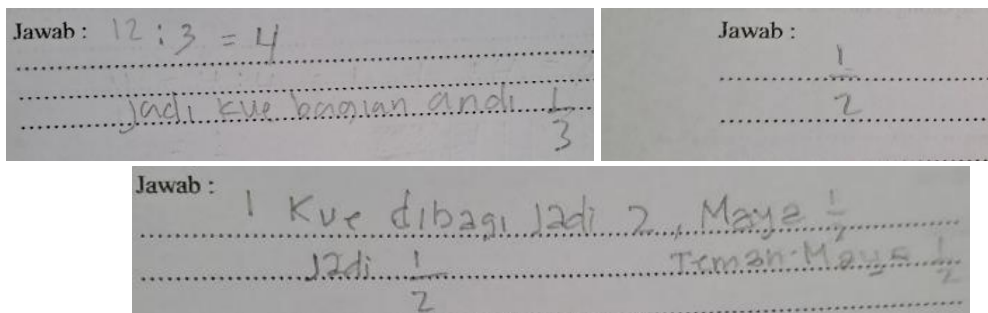 Jawab : 12 : 3 = 4
Jadi kue bagian andi 1/3
Jawab :
1/2
Jawab :
1 Kue dibagi Jadi 2, Maya 1/2
Jadi 1/2 Teman Maya 1/2